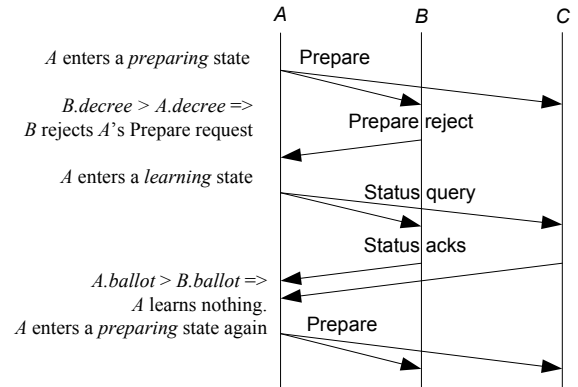 A B C
A enters a preparing state
Prepare
B.decree > A.decree =>
B rejects A's Prepare request
Prepare reject
A enters a learning state
Status query
Status acks
A.ballot > B.ballot =>
A learns nothing.
A enters a preparing state again
Prepare